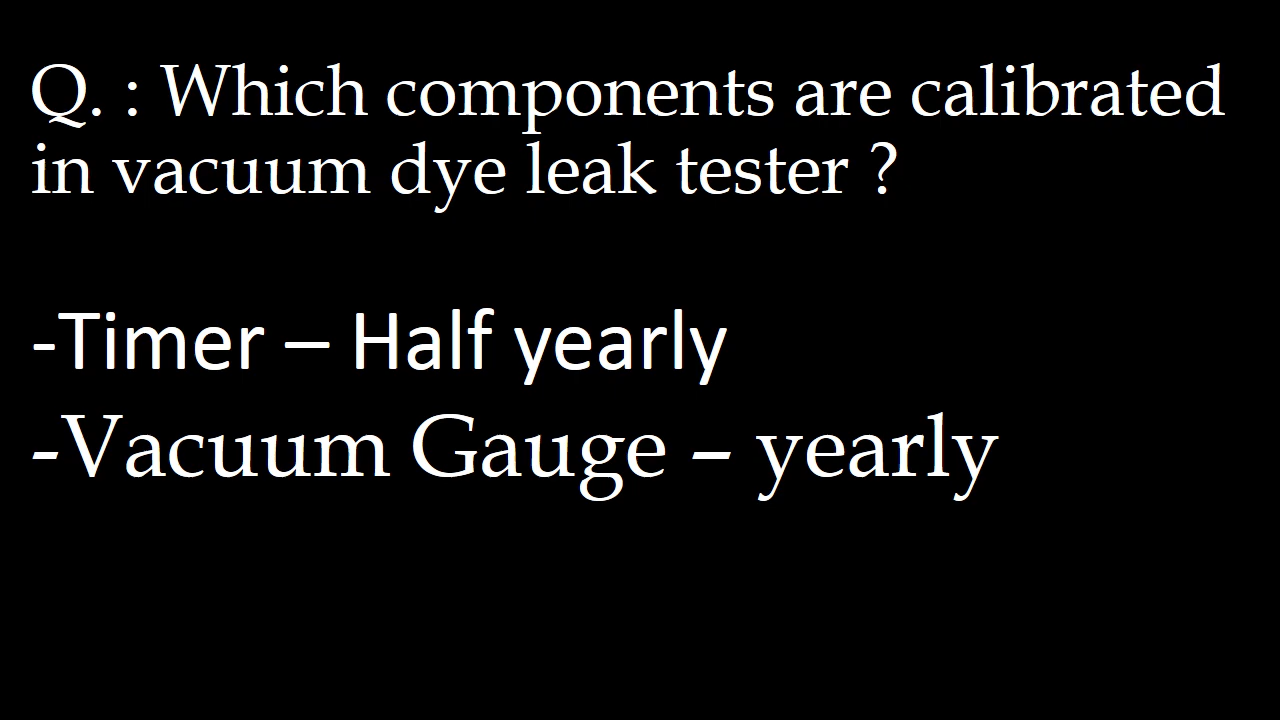 Q. : Which components are calibrated
in vacuum dye leak tester ?
-Timer – Half yearly
-Vacuum Gauge – yearly